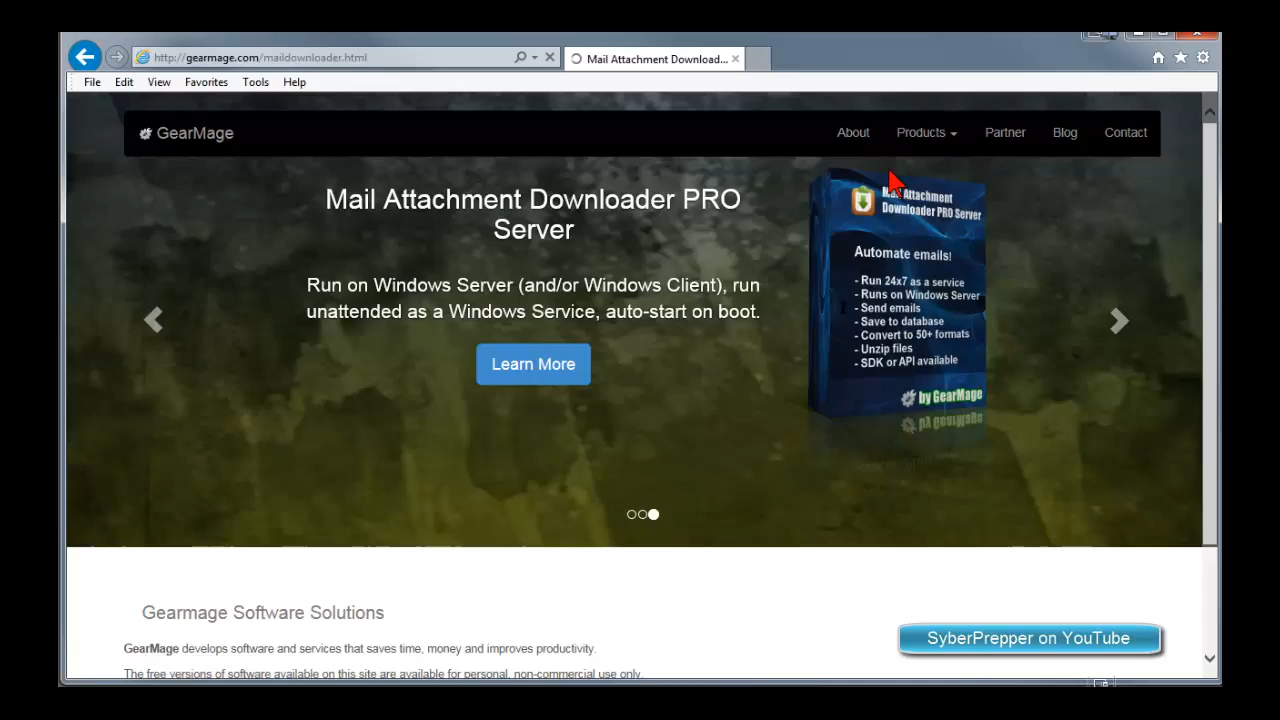 http://gearmage.com/maildownloader.html
Mail Attachment Download...
File Edit View Favorites Tools Help
GearMage
About Products Partner Blog Contact
Mail Attachment Downloader PRO
Server
Run on Windows Server (and/or Windows Client), run
unattended as a Windows Service, auto-start on boot.
Learn More
Mail Attachment
Downloader PRO Server
Automate emails!
- Run 24x7 as a service
- Runs on Windows Server
- Send emails
- Save to database
- Convert to 50+ formats
- Unzip files
- SDK or API available
by GearMage
Gearmage Software Solutions
GearMage develops software and services that saves time, money and improves productivity.
The free versions of software available on this site are available for personal, non-commercial use only.
SyberPrepper on YouTube